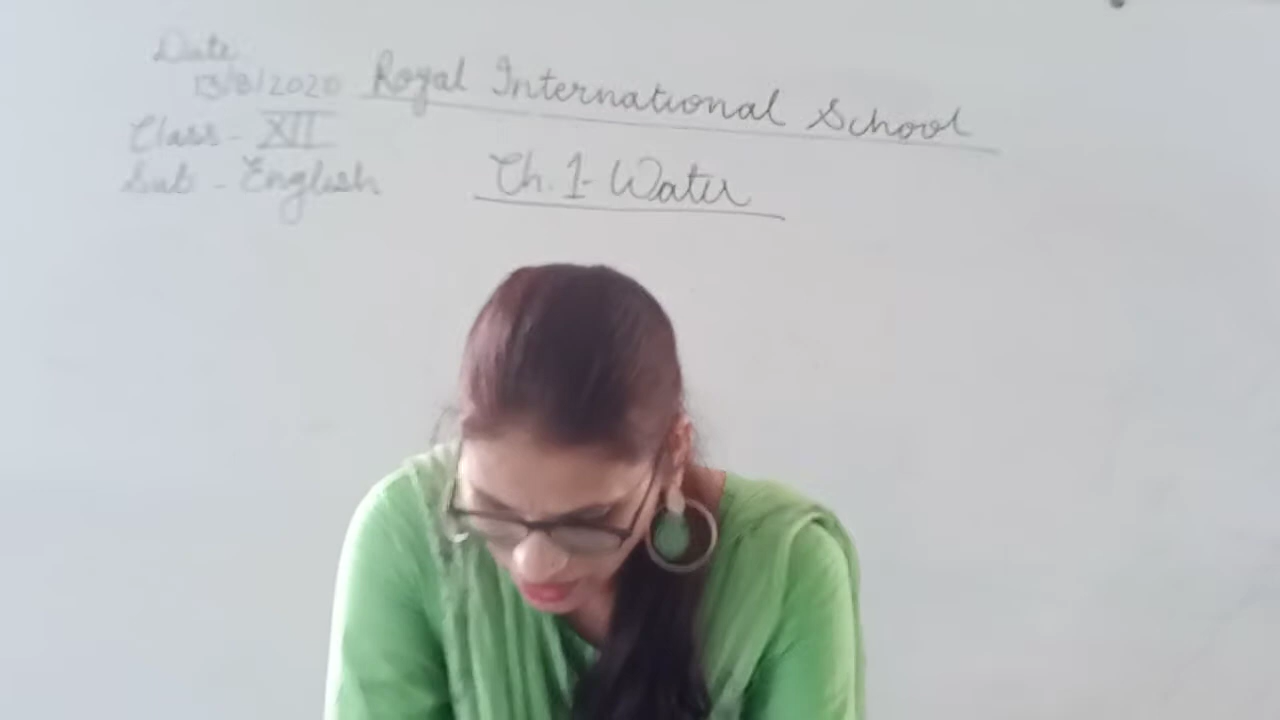 Date
13/8/2020
Royal International School
Class - XII
Sub - English
Ch. 1- Water